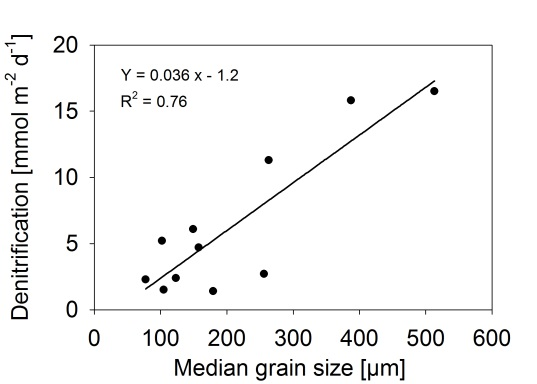 Denitrification [mmol m⁻² d⁻¹]
20
15
10
5
0
Y = 0.036 x - 1.2
R² = 0.76
0 100 200 300 400 500 600
Median grain size [µm]